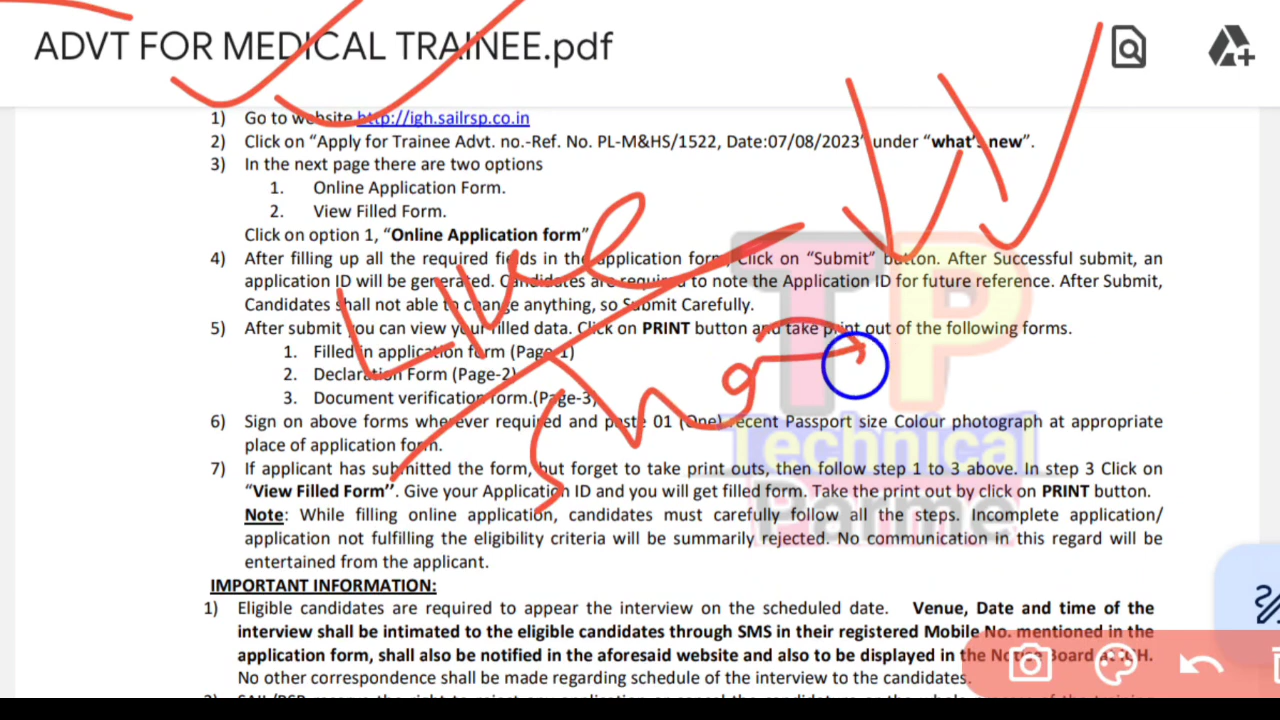 ADVT FOR MEDICAL TRAINEE.pdf
1) Go to website http://igh.sailrsp.co.in
2) Click on “Apply for Trainee Advt. no.-Ref. No. PL-M&HS/1522, Date:07/08/2023” under “what’s new”.
3) In the next page there are two options
1. Online Application Form.
2. View Filled Form.
Click on option 1, “Online Application form”
4) After filling up all the required fields in the application form, Click on “Submit” button. After Successful submit, an
application ID will be generated. Candidates are required to note the Application ID for future reference. After Submit,
Candidates shall not able to change anything, so Submit Carefully.
5) After submit you can view your filled data. Click on PRINT button and take print out of the following forms.
1. Filled in application form (Page-1)
2. Declaration Form (Page-2)
3. Document verification form.(Page-3)
6) Sign on above forms wherever required and paste 01 (One) recent Passport size Colour photograph at appropriate
place of application form.
7) If applicant has submitted the form, but forget to take print outs, then follow step 1 to 3 above. In step 3 Click on
“View Filled Form”. Give your Application ID and you will get filled form. Take the print out by click on PRINT button.
Note: While filling online application, candidates must carefully follow all the steps. Incomplete application/
application not fulfilling the eligibility criteria will be summarily rejected. No communication in this regard will be
entertained from the applicant.
IMPORTANT INFORMATION:
1) Eligible candidates are required to appear the interview on the scheduled date. Venue, Date and time of the
interview shall be intimated to the eligible candidates through SMS in their registered Mobile No. mentioned in the
application form, shall also be notified in the aforesaid website and also to be displayed in the Notice Board
No other correspondence shall be made regarding schedule of the interview to the candidates.
Like
TP
Technical
Parme